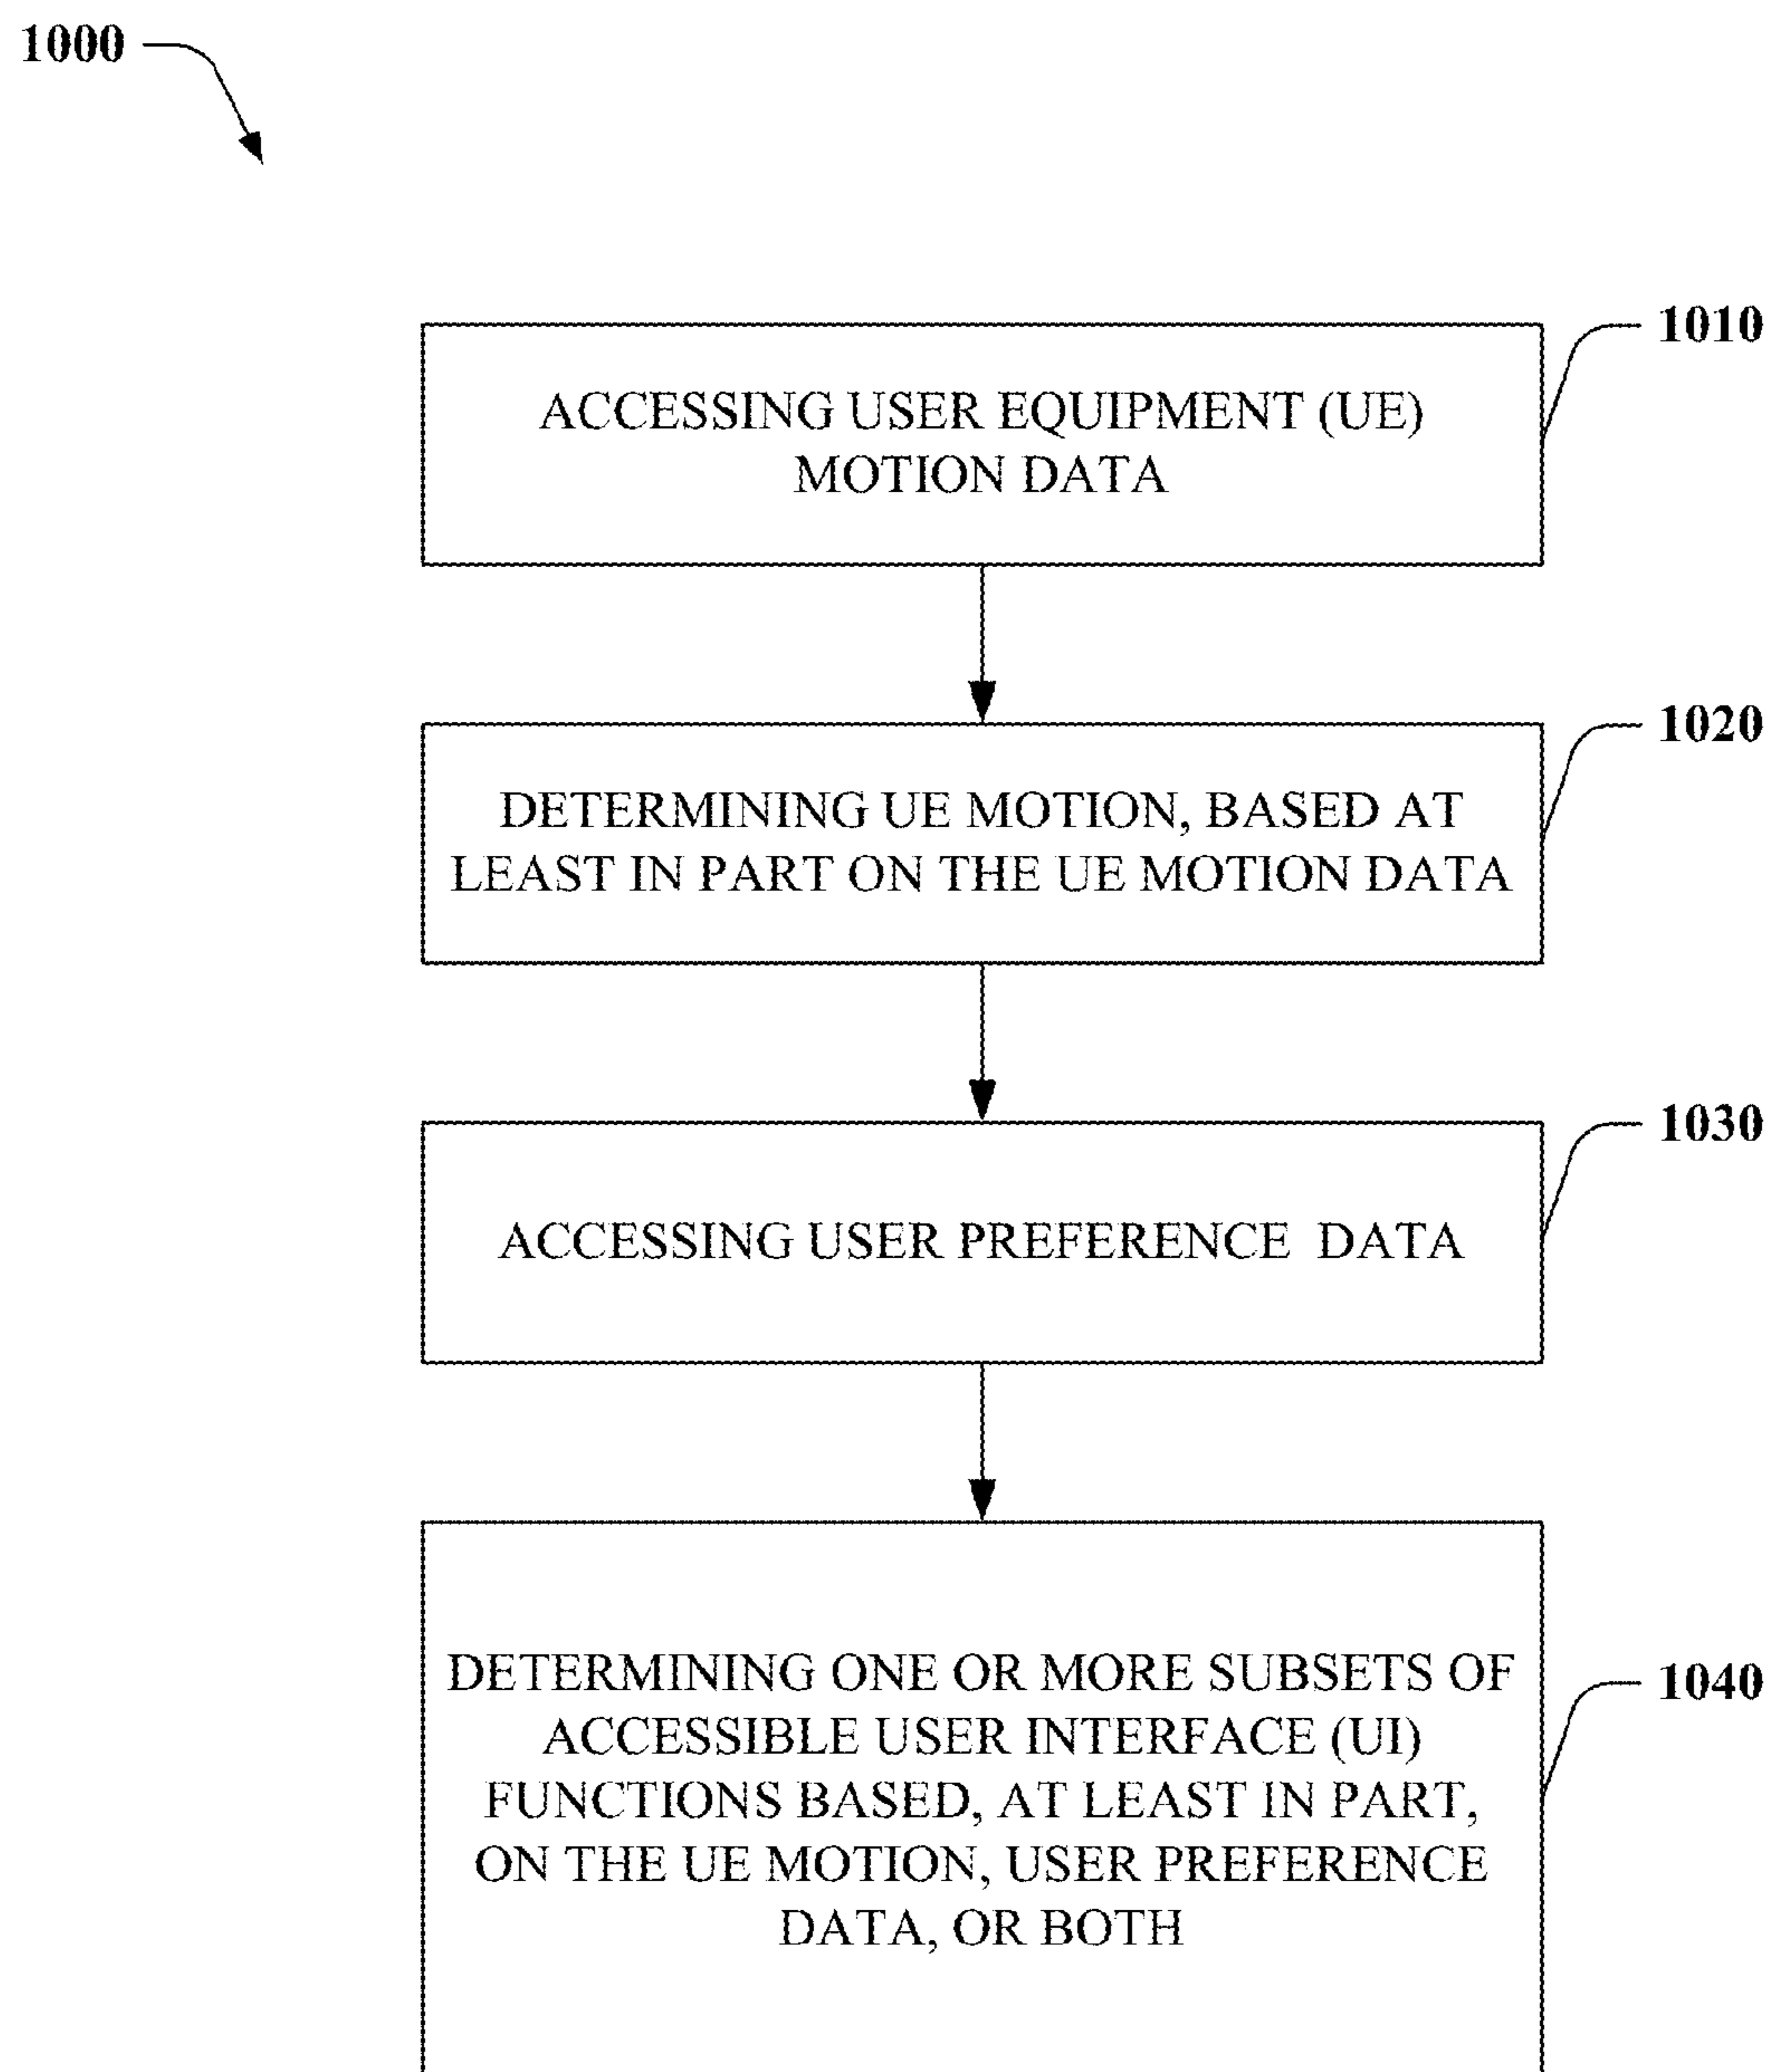 1000
1010
ACCESSING USER EQUIPMENT (UE)
MOTION DATA
1020
DETERMINING UE MOTION, BASED AT
LEAST IN PART ON THE UE MOTION DATA
1030
ACCESSING USER PREFERENCE DATA
DETERMINING ONE OR MORE SUBSETS OF
1040
ACCESSIBLE USER INTERFACE (UI)
FUNCTIONS BASED, AT LEAST IN PART,
ON THE UE MOTION, USER PREFERENCE
DATA, OR BOTH